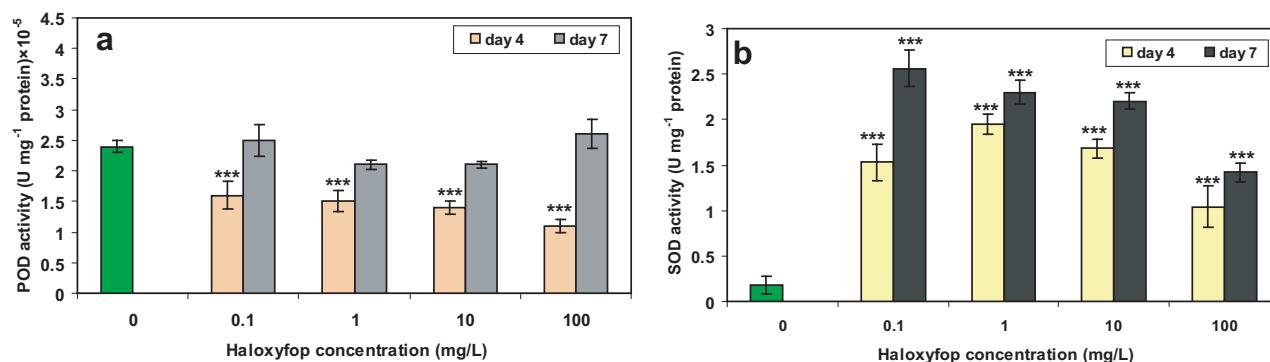 a
day 4 day 7
POD activity (U mg⁻¹ protein)×10⁻⁵
4.5
4
3.5
3
2.5
2
1.5
1
0.5
0
*** *** *** ***
0 0.1 1 10 100
Haloxyfop concentration (mg/L)
b
day 4 day 7
SOD activity (U mg⁻¹ protein)
3
2.5
2
1.5
1
0.5
0
*** *** *** *** *** *** *** ***
0 0.1 1 10 100
Haloxyfop concentration (mg/L)